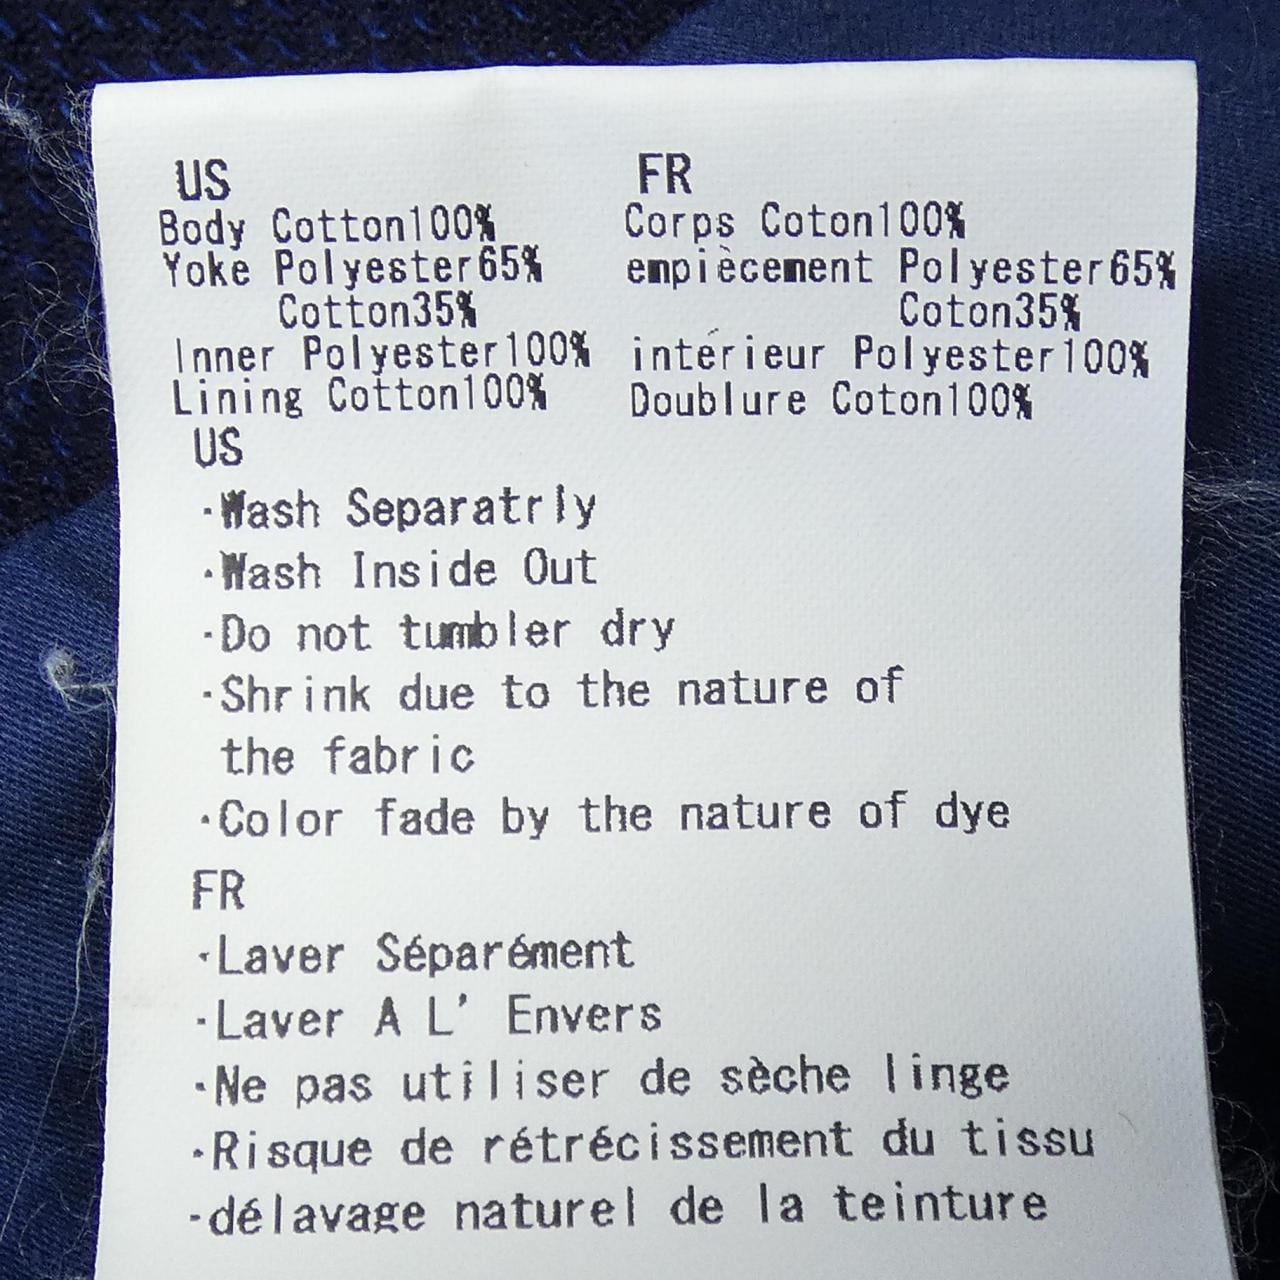 US
Body Cotton100%
Yoke Polyester65%
Cotton35%
Inner Polyester100%
Lining Cotton100%
FR
Corps Coton100%
empiècement Polyester65%
Coton35%
intérieur Polyester100%
Doublure Coton100%
US
·Wash Separatrly
·Wash Inside Out
·Do not tumbler dry
·Shrink due to the nature of
the fabric
·Color fade by the nature of dye
FR
·Laver Séparément
·Laver A L' Envers
·Ne pas utiliser de sèche linge
·Risque de rétrécissement du tissu
·délavage naturel de la teinture